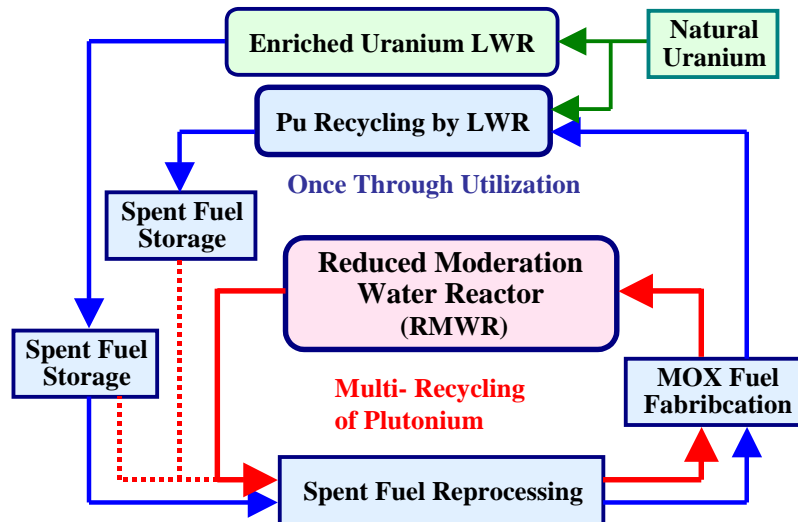 Enriched Uranium LWR
Natural
Uranium
Pu Recycling by LWR
Once Through Utilization
Spent Fuel
Storage
Reduced Moderation
Water Reactor
(RMWR)
Spent Fuel
Storage
Multi- Recycling
of Plutonium
MOX Fuel
Fabribcation
Spent Fuel Reprocessing